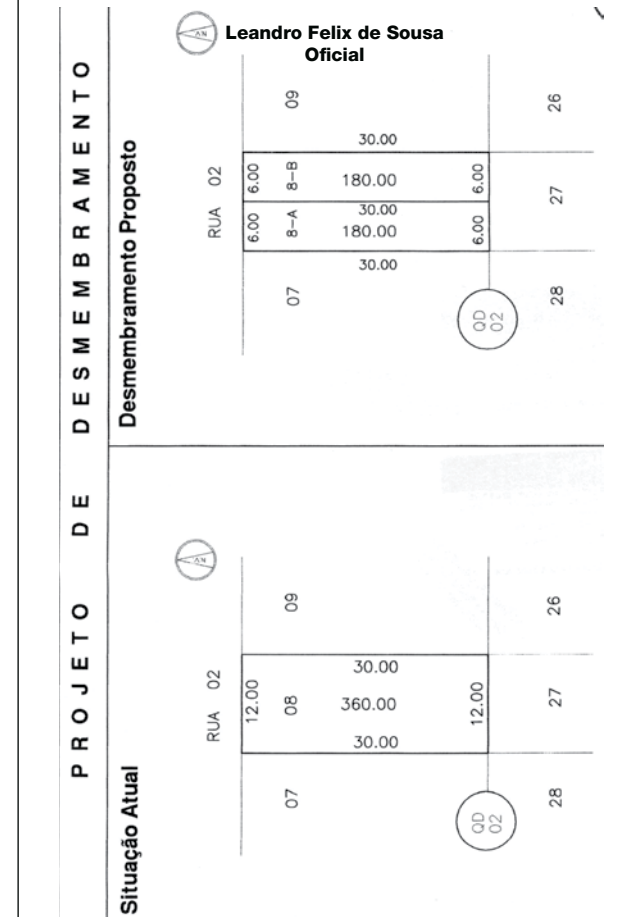 Leandro Felix de Sousa
Oficial
PROJETO DE DESMEMBRAMENTO
Situação Atual
RUA 02
07
12.00
08
09
30.00
360.00
30.00
12.00
QD
02
28
27
26
Desmembramento Proposto
RUA 02
07
6.00
6.00
8-A
8-B
09
30.00
180.00
30.00
180.00
30.00
6.00
6.00
QD
02
28
27
26